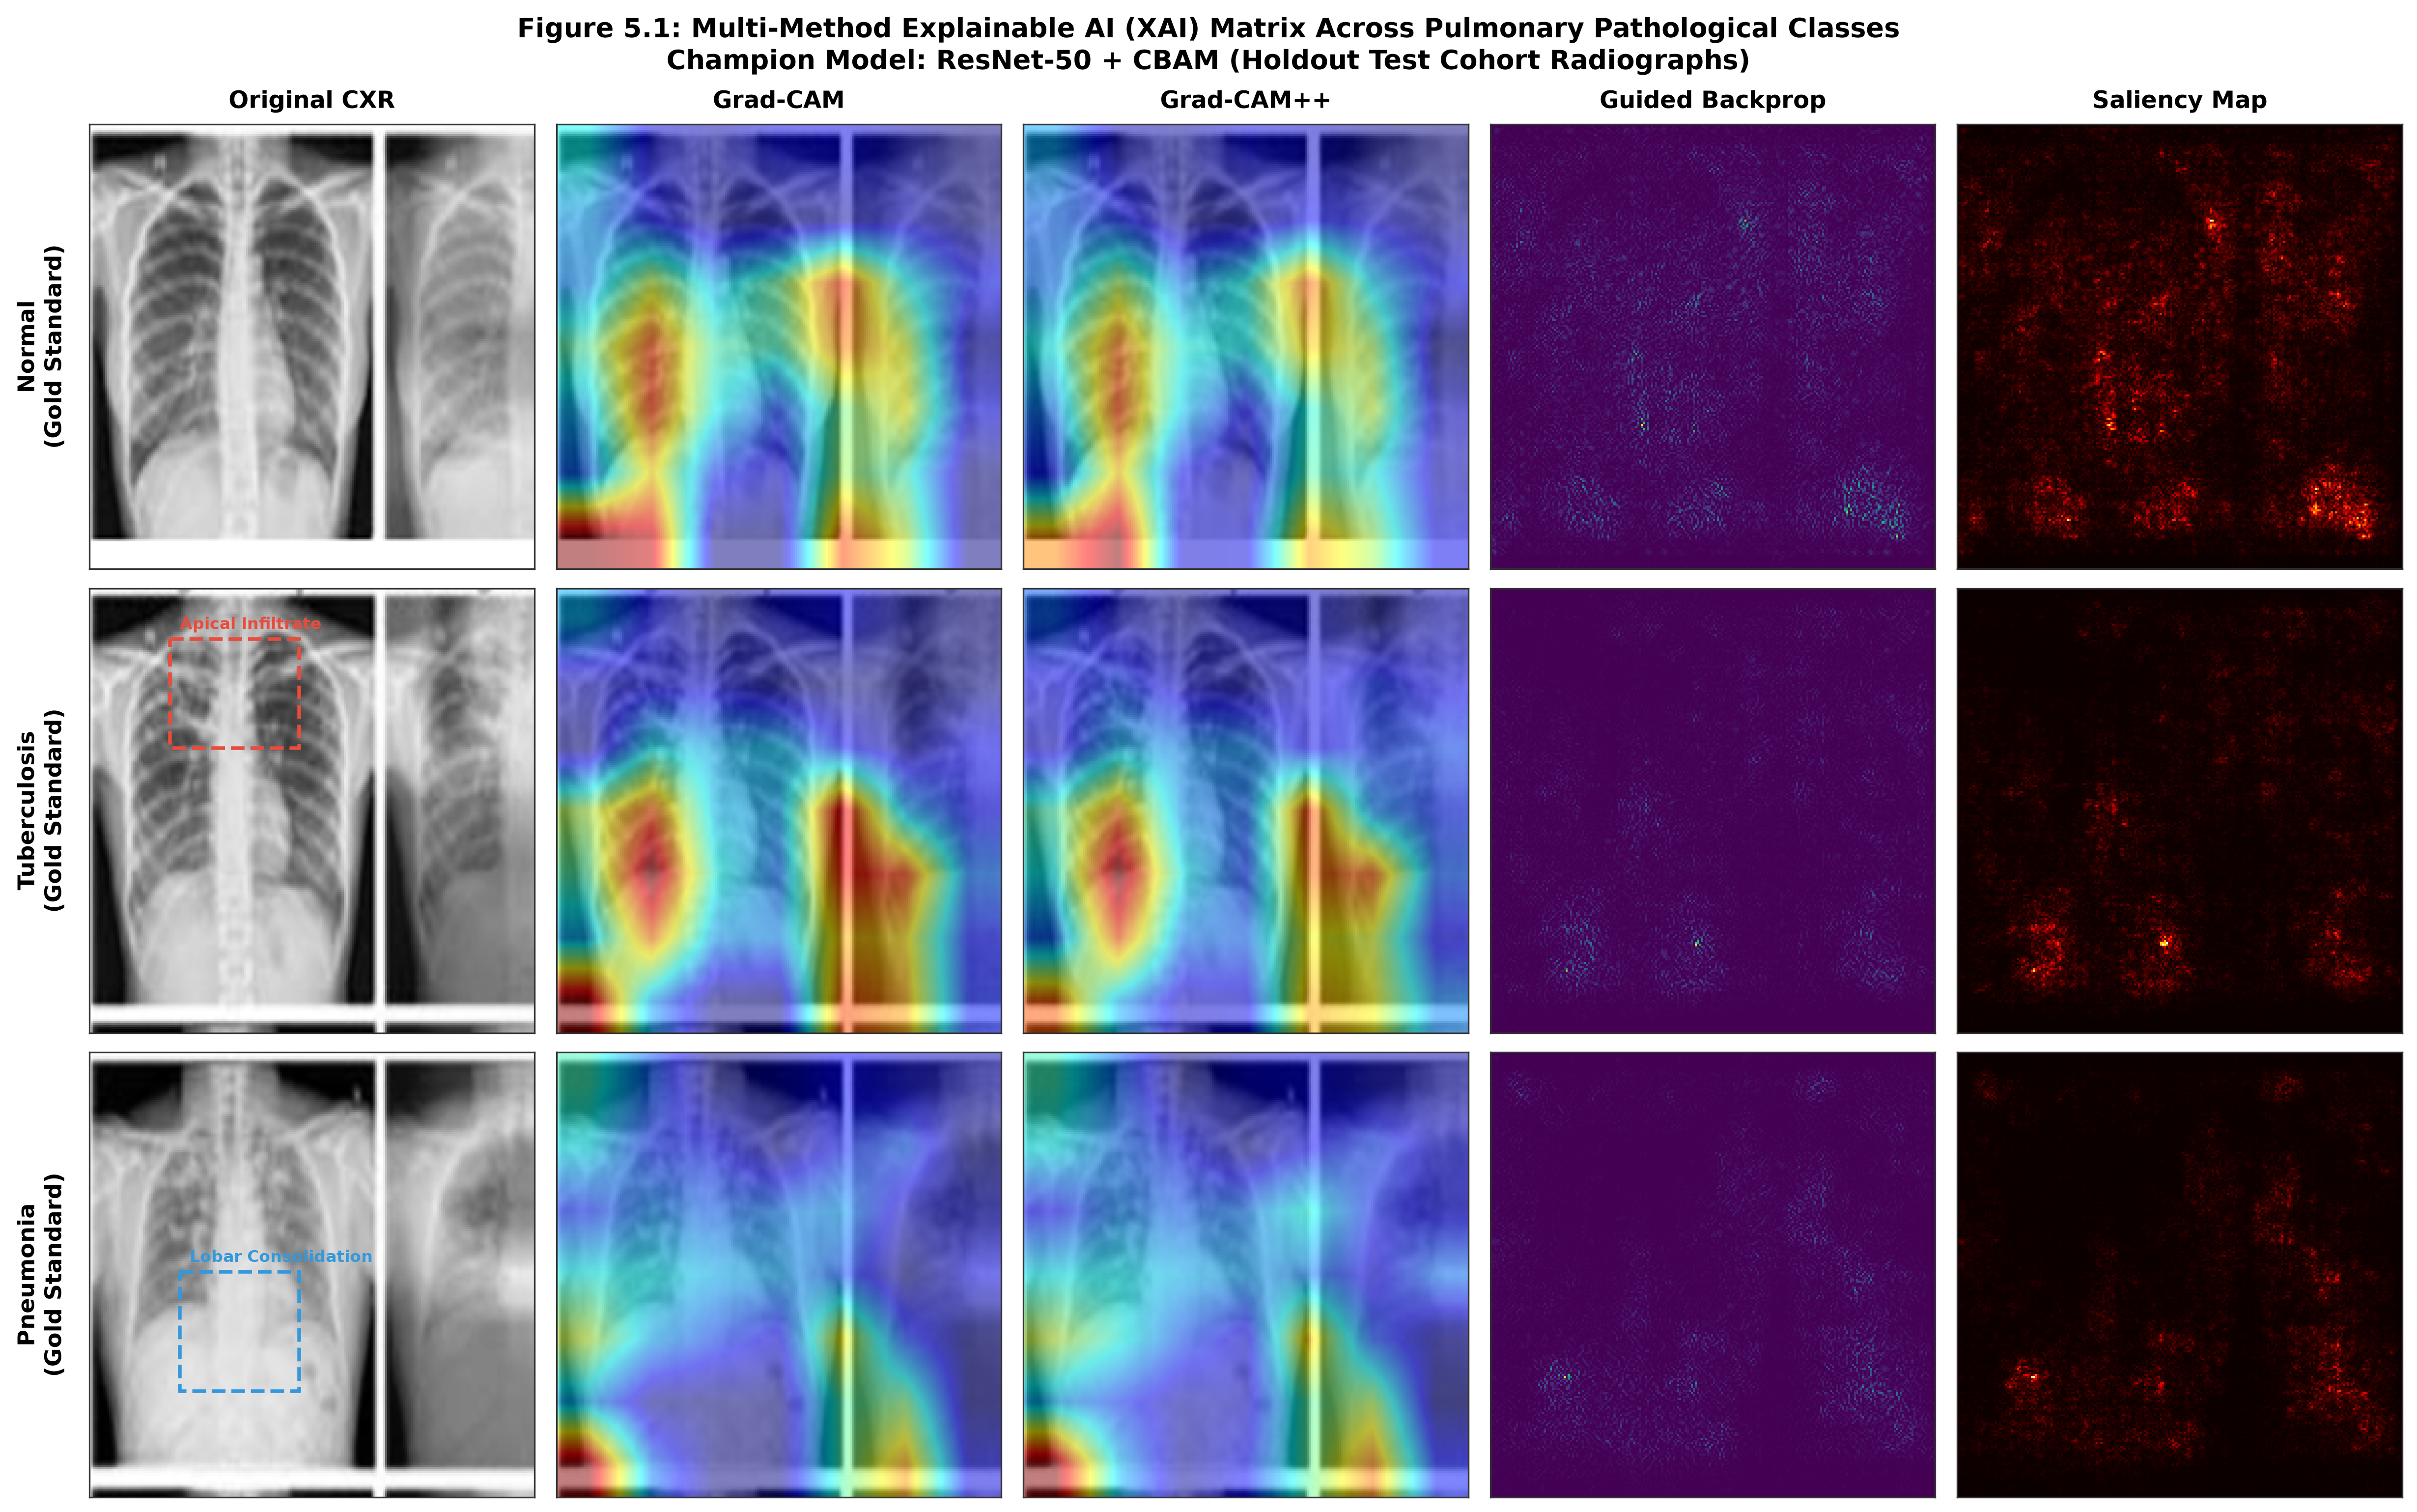 Figure 5.1: Multi-Method Explainable AI (XAI) Matrix Across Pulmonary Pathological Classes
Champion Model: ResNet-50 + CBAM (Holdout Test Cohort Radiographs)
Original CXR
Grad-CAM
Grad-CAM++
Guided Backprop
Saliency Map
Normal
(Gold Standard)
Tuberculosis
(Gold Standard)
Apical Infiltrate
Pneumonia
(Gold Standard)
Lobar Consolidation